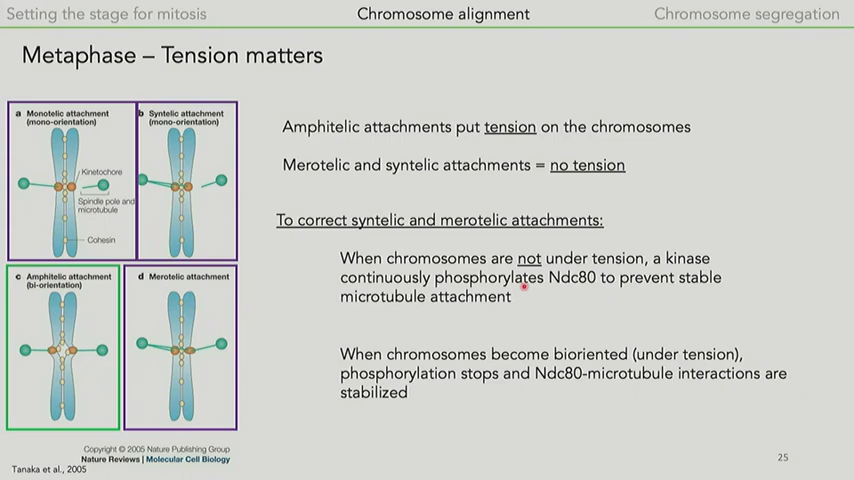 Setting the stage for mitosis
Chromosome alignment
Chromosome segregation
Metaphase – Tension matters
a Monotelic attachment
(mono-orientation)
b Syntelic attachment
(mono-orientation)
Kinetochore
Spindle pole and
microtubule
Cohesin
c Amphitelic attachment
(bi-orientation)
d Merotelic attachment
Copyright © 2005 Nature Publishing Group
Nature Reviews | Molecular Cell Biology
Tanaka et al., 2005
Amphitelic attachments put tension on the chromosomes
Merotelic and syntelic attachments = no tension
To correct syntelic and merotelic attachments:
When chromosomes are not under tension, a kinase
continuously phosphorylates Ndc80 to prevent stable
microtubule attachment
When chromosomes become bioriented (under tension),
phosphorylation stops and Ndc80-microtubule interactions are
stabilized
25